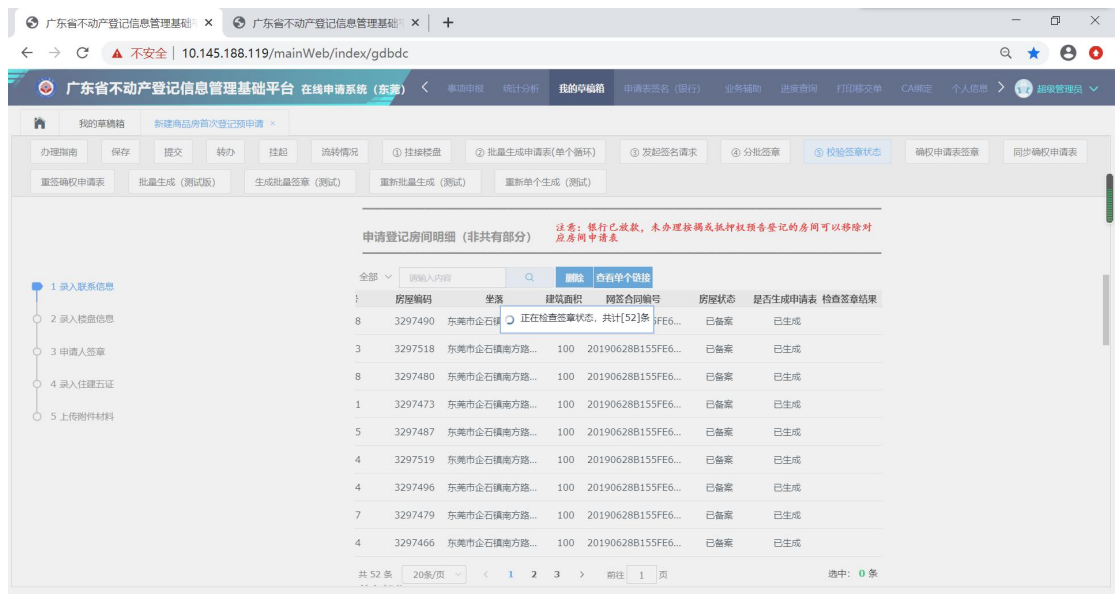 广东省不动产登记信息管理基础 × 广东省不动产登记信息管理基础 × +
不安全 | 10.145.188.119/mainWeb/index/gdbdc
广东省不动产登记信息管理基础平台 在线申请系统（东莞） 事项申报 统计分析 我的草稿箱 申请表签名（银行） 业务辅助 进度查询 打印移交单 CA绑定 个人信息 超级管理员
我的草稿箱 新建商品房首次登记预申请 ×
办理指南 保存 提交 转办 挂起 流转情况 ① 挂接楼盘 ② 批量生成申请表(单个循环) ③ 发起签名请求 ④ 分批签章 ⑤ 校验签章状态 确权申请表签章 同步确权申请表
重签确权申请表 批量生成（测试版） 生成批量签章（测试） 重新批量生成（测试） 重新单个生成（测试）
申请登记房间明细（非共有部分）
注意：银行已放款，未办理按揭或抵押权预告登记的房间可以移除对
应房间申请表
全部 请输入内容 删除 查看单个链接
1 录入联系信息
2 录入楼盘信息
3 申请人签章
4 录入住建五证
5 上传附件材料
房屋编码 坐落 建筑面积 网签合同编号 房屋状态 是否生成申请表 检查签章结果
正在检查签章状态，共计[52]条
8 3297490 东莞市企石镇 5FE6... 已备案 已生成
3 3297518 东莞市企石镇南方路... 100 20190628B155FE6... 已备案 已生成
8 3297480 东莞市企石镇南方路... 100 20190628B155FE6... 已备案 已生成
1 3297473 东莞市企石镇南方路... 100 20190628B155FE6... 已备案 已生成
5 3297487 东莞市企石镇南方路... 100 20190628B155FE6... 已备案 已生成
4 3297519 东莞市企石镇南方路... 100 20190628B155FE6... 已备案 已生成
4 3297496 东莞市企石镇南方路... 100 20190628B155FE6... 已备案 已生成
7 3297479 东莞市企石镇南方路... 100 20190628B155FE6... 已备案 已生成
4 3297466 东莞市企石镇南方路... 100 20190628B155FE6... 已备案 已生成
共 52 条 20条/页 < 1 2 3 > 前往 1 页 选中： 0 条